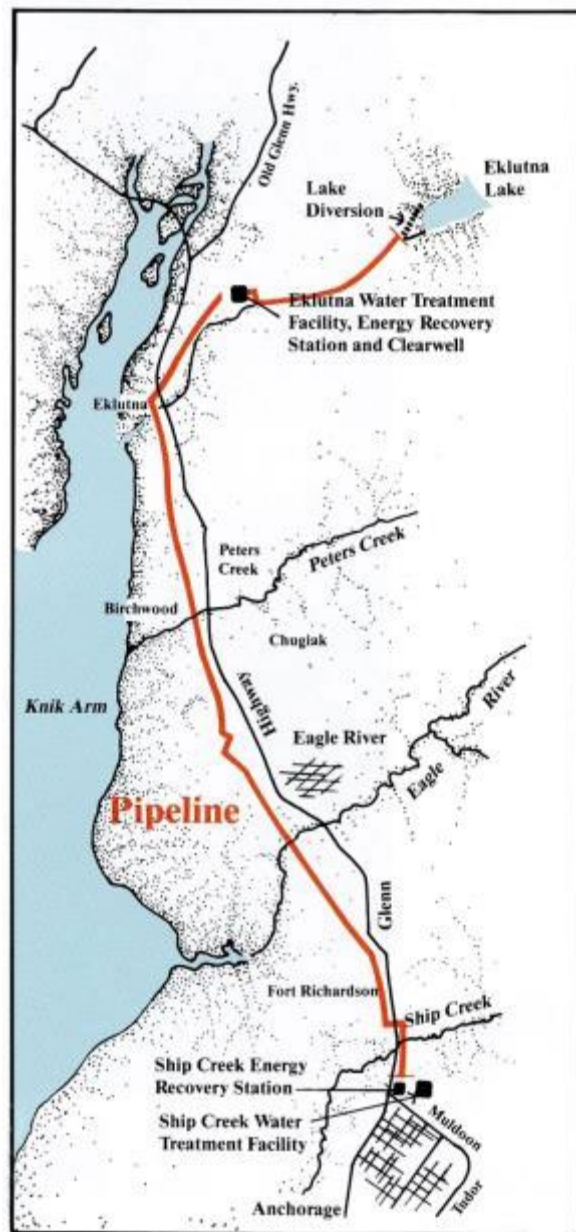 Old Glenn Hwy.
Eklutna
Lake
Lake
Diversion
Eklutna Water Treatment
Facility, Energy Recovery
Station and Clearwell
Eklutna
Peters
Creek
Peters Creek
Birchwood
Chugiak
Knik Arm
Highway
River
Eagle River
Eagle
Pipeline
Glenn
Fort Richardson
Ship Creek
Ship Creek Energy
Recovery Station
Ship Creek Water
Treatment Facility
Muldoon
Tudor
Anchorage